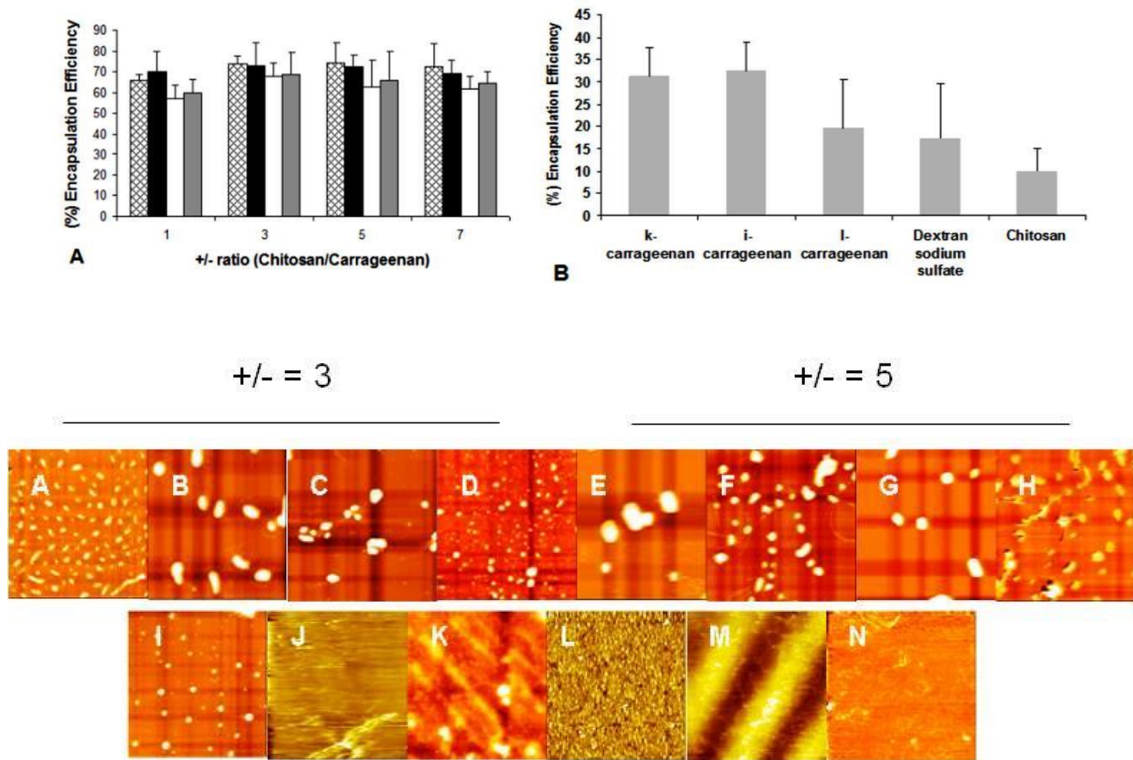 (%) Encapsulation Efficiency
90
80
70
60
50
40
30
20
10
0
1 3 5 7
A
+/- ratio (Chitosan/Carrageenan)
(%) Encapsulation Efficiency
45
40
35
30
25
20
15
10
5
0
k- i- l- Dextran Chitosan
carrageenan carrageenan carrageenan sodium
sulfate
B
+/- = 3 +/- = 5
A B C D E F G H
I J K L M N